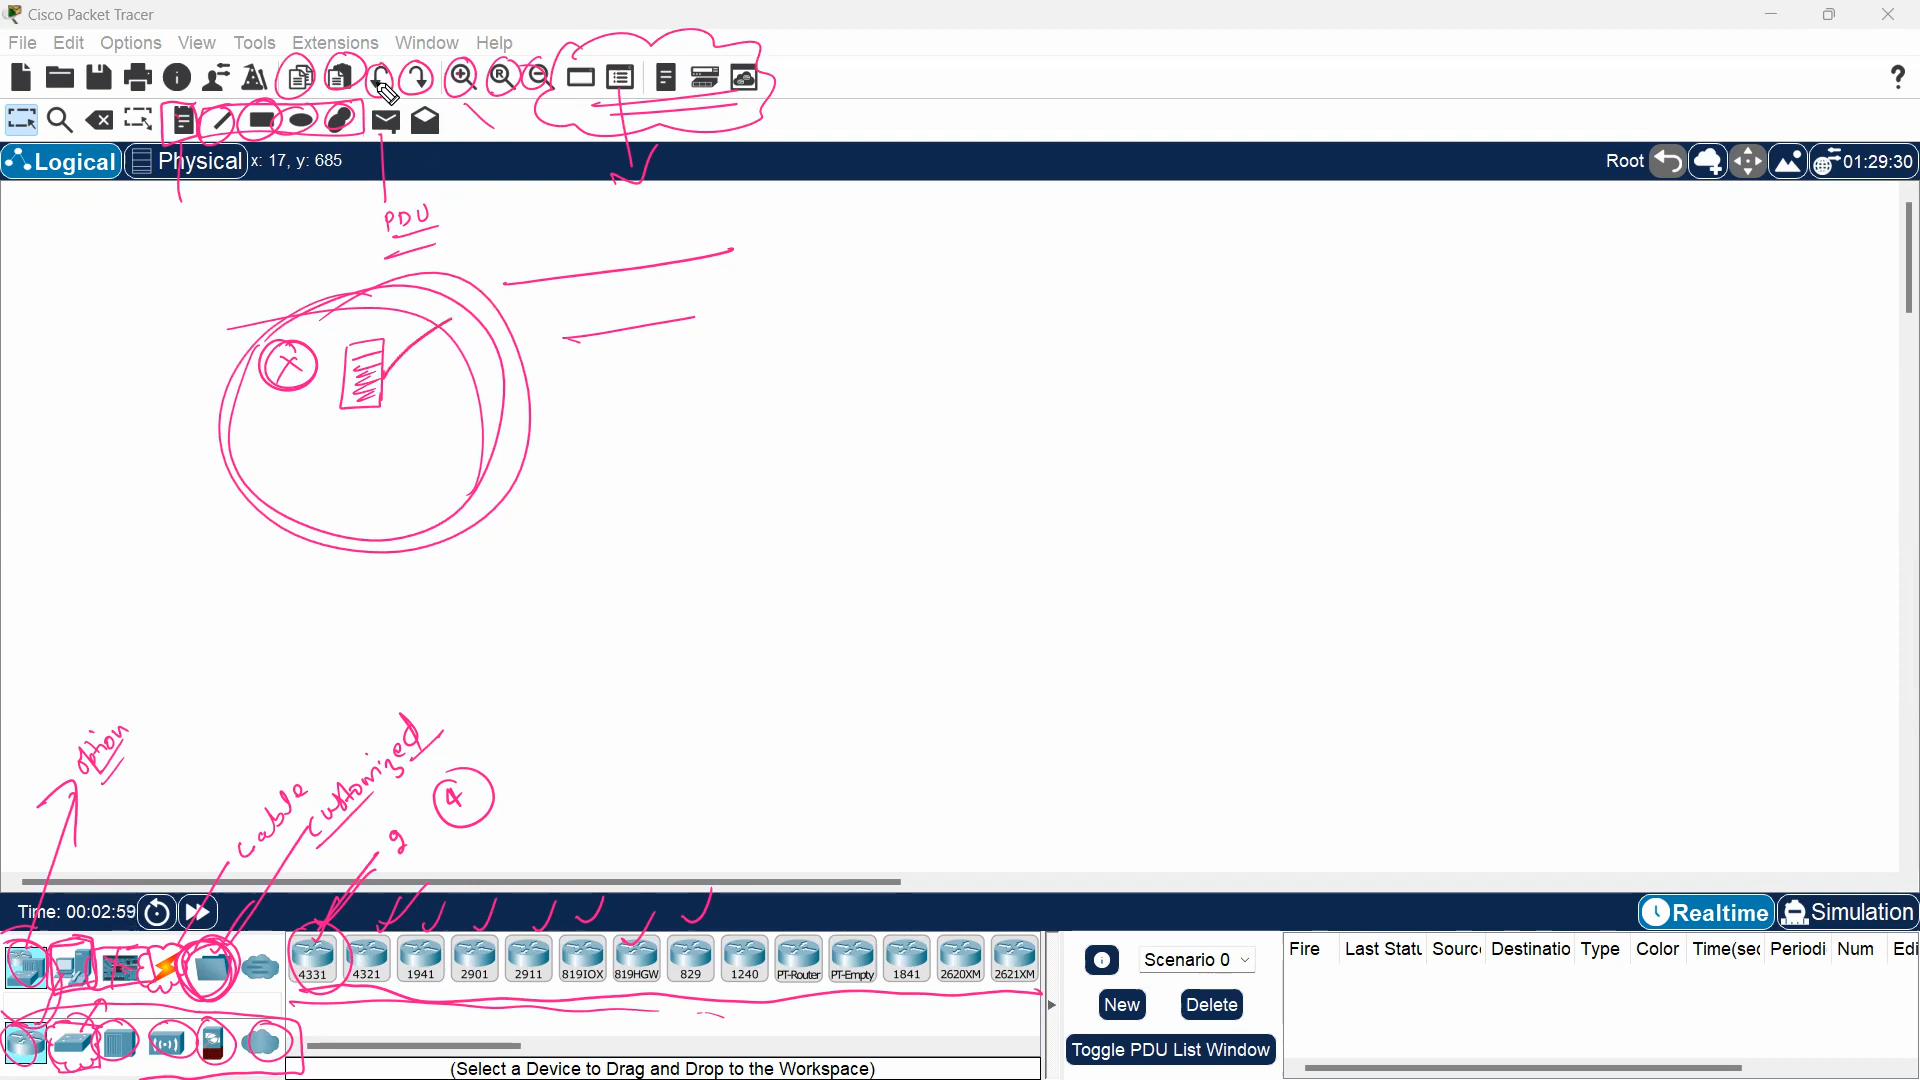 Cisco Packet Tracer
File Edit Options View Tools Extensions Window Help
Logical Physical x: 17, y: 685 Root 01:29:30
PDU
X
option
cable
customized
4
Time: 00:02:59 Realtime Simulation
4331 4321 1941 2901 2911 819IOX 819HGW 829 1240 PT-Router PT-Empty 1841 2620XM 2621XM
Scenario 0
Fire Last Statu Source Destinatio Type Color Time(sec Periodi Num Edi
New Delete
Toggle PDU List Window
(Select a Device to Drag and Drop to the Workspace)